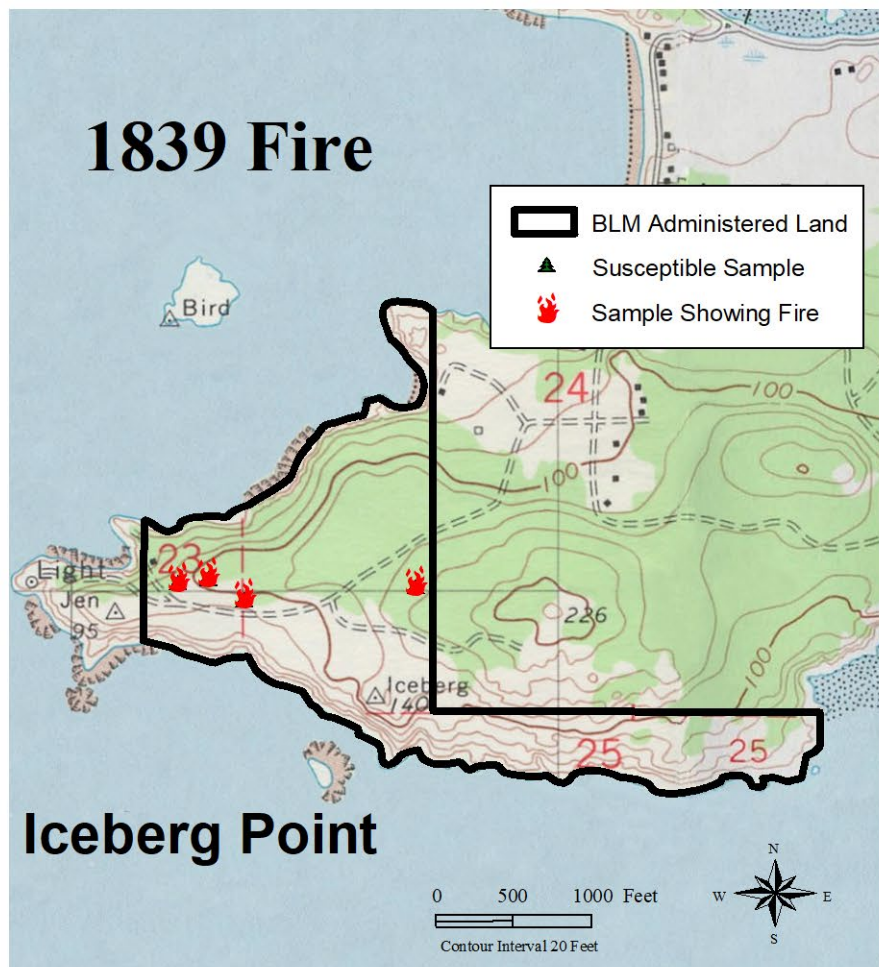 1839 Fire
BLM Administered Land
Susceptible Sample
Sample Showing Fire
Bird
24
100
100
23
Light
Jen
95
226
100
Iceberg
140
25
25
Iceberg Point
0 500 1000 Feet
Contour Interval 20 Feet
N
W E
S